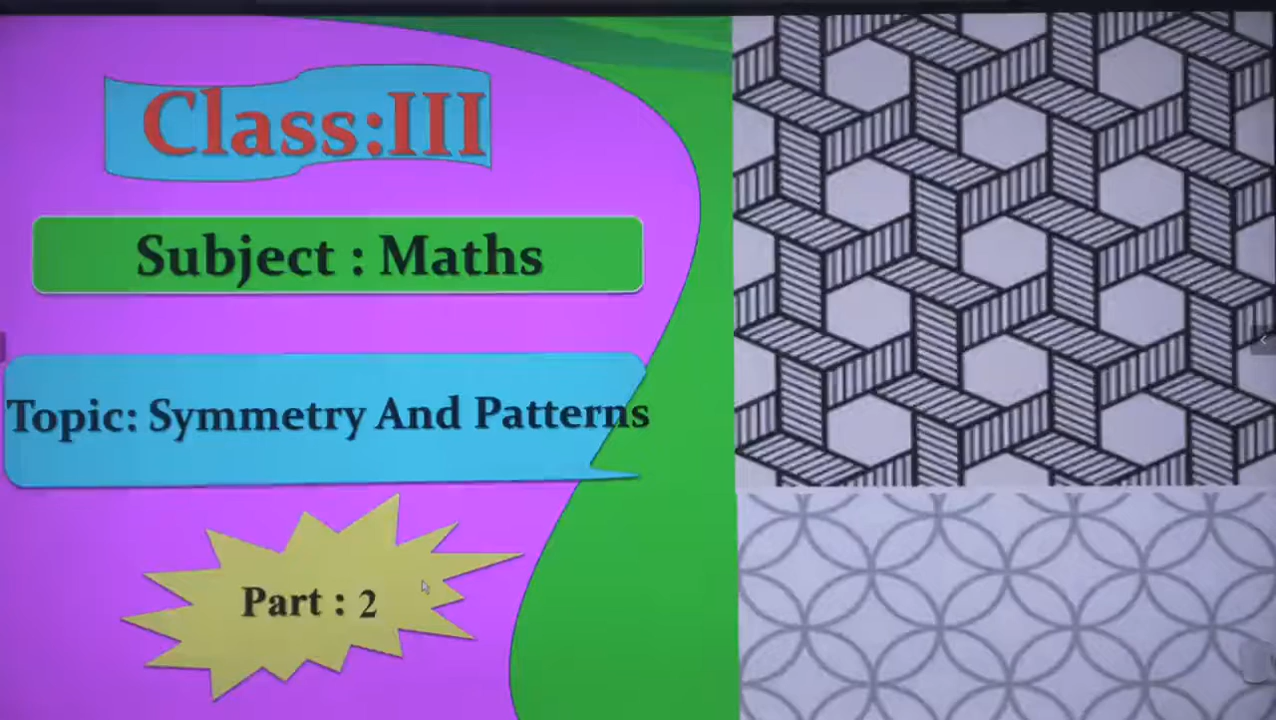 Class:III
Subject : Maths
Topic: Symmetry And Patterns
Part : 2